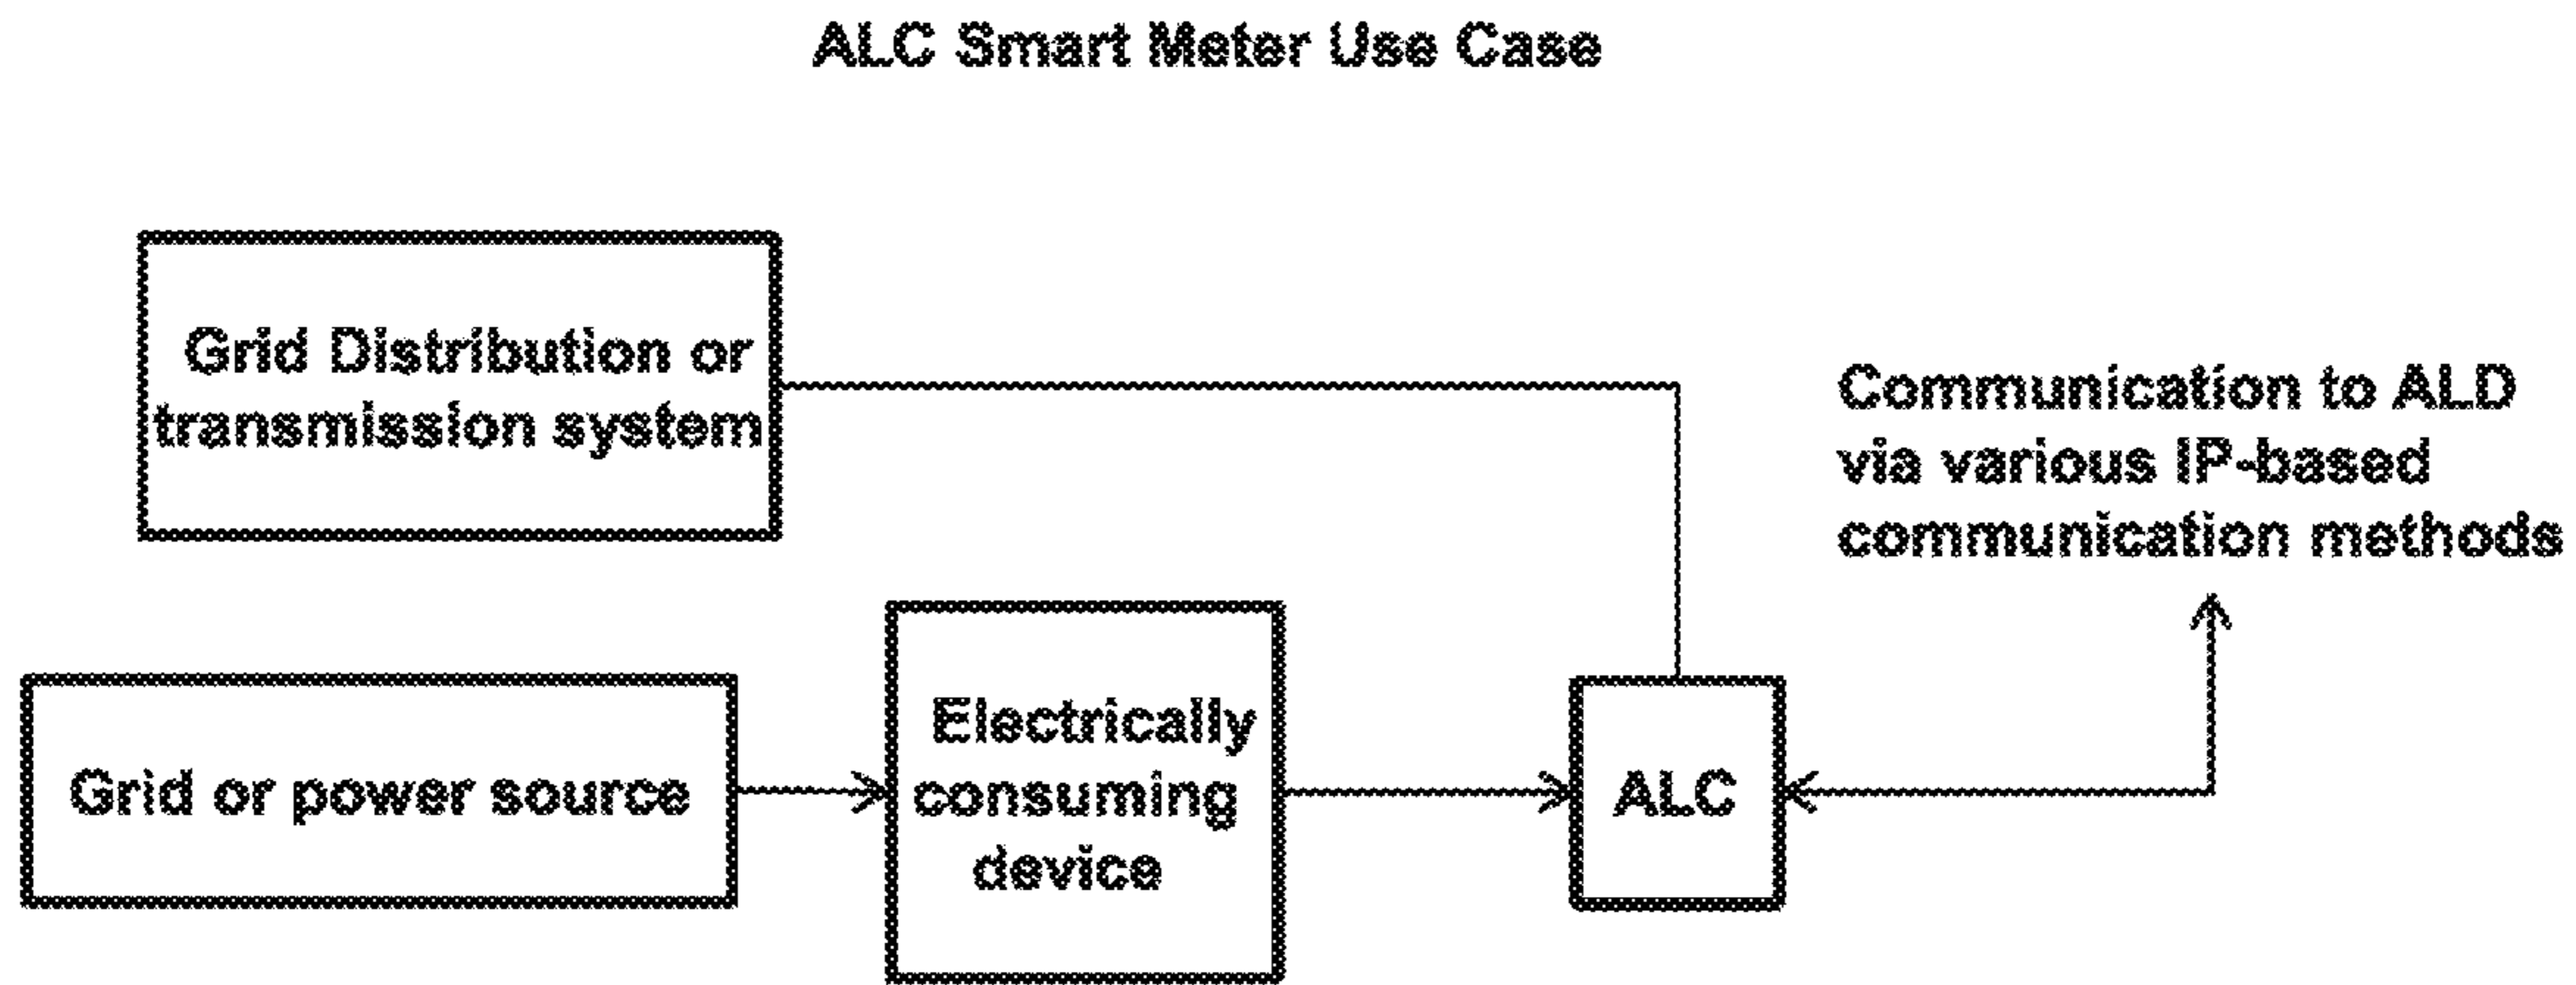 ALC Smart Meter Use Case
Grid Distribution or
transmission system
Communication to ALD
via various IP-based
communication methods
Grid or power source
Electrically
consuming
device
ALC